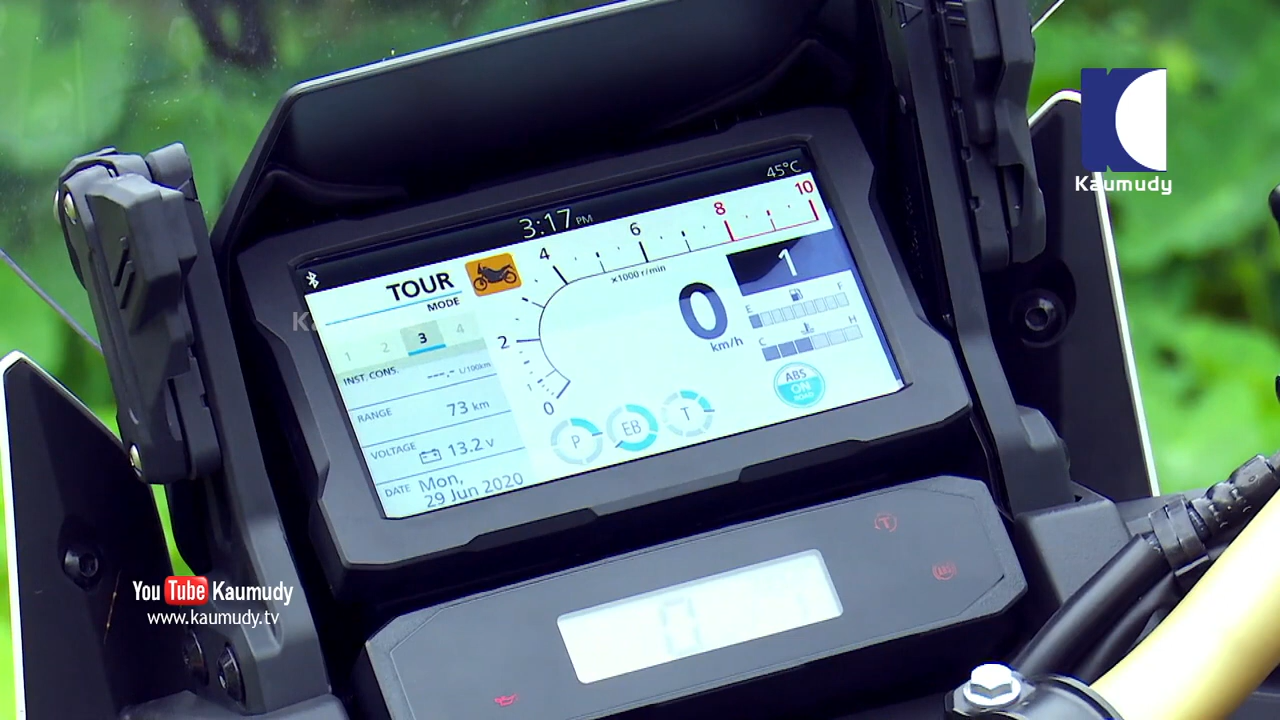 45°C
3:17 PM
TOUR
MODE
1 2 3 4
INST. CONS.
---.- L/100km
RANGE
73 km
VOLTAGE
13.2 V
DATE
Mon,
29 Jun 2020
0 2 4 6 8 10
×1000 r/min
0
km/h
1
E F
C H
P EB T
ABS
ON
ROAD
T
ABS
0
Kaumudy
You Tube Kaumudy
www.kaumudy.tv